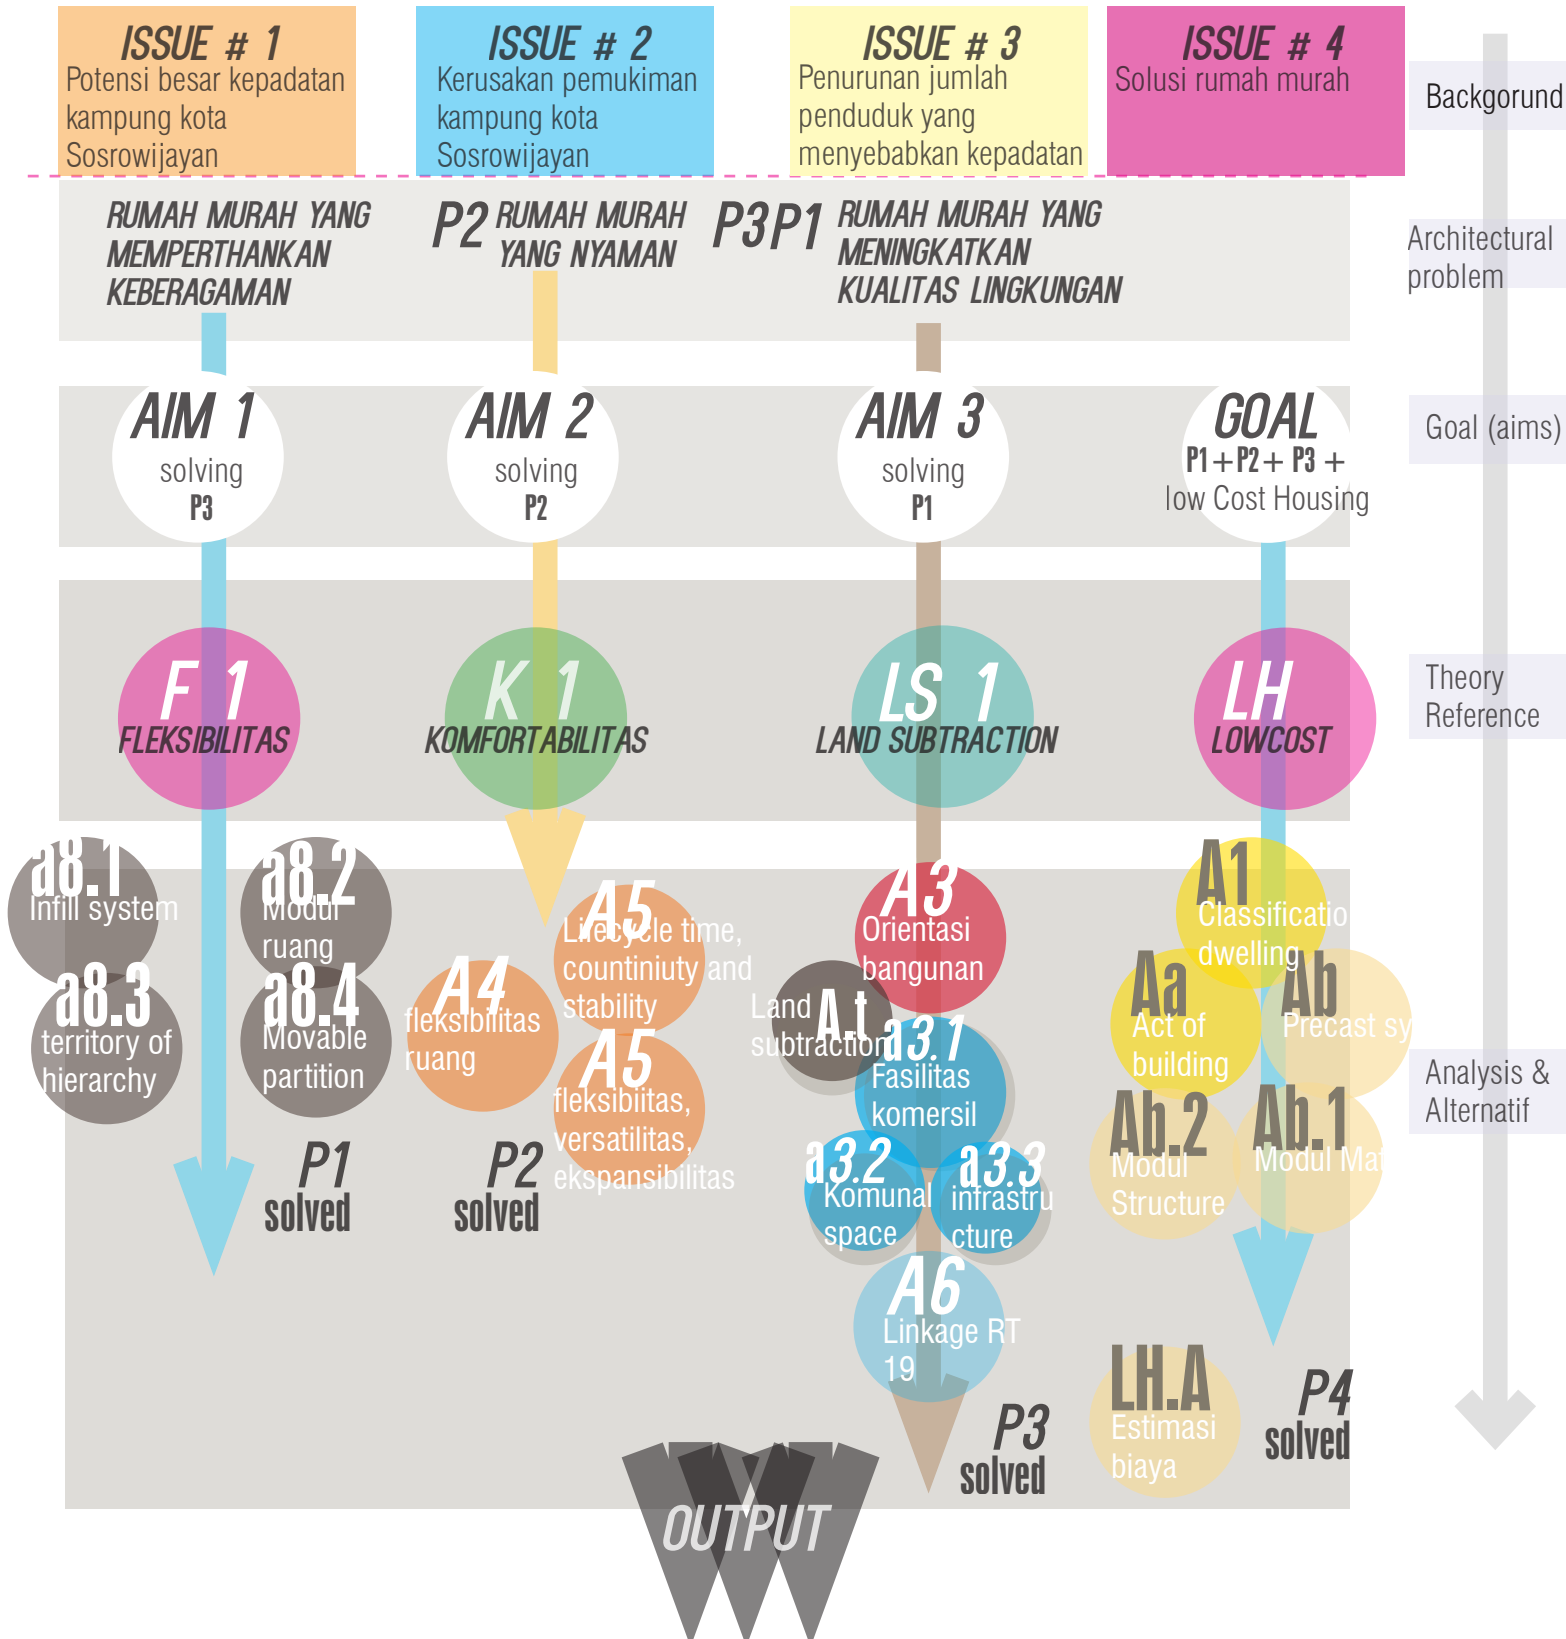 ISSUE # 1
Potensi besar kepadatan
kampung kota
Sosrowijayan
ISSUE # 2
Kerusakan pemukiman
kampung kota
Sosrowijayan
ISSUE # 3
Penurunan jumlah
penduduk yang
menyebabkan kepadatan
ISSUE # 4
Solusi rumah murah
Backgorund
RUMAH MURAH YANG
MEMPERTHANKAN
KEBERAGAMAN
P2
RUMAH MURAH
YANG NYAMAN
P3
P1
RUMAH MURAH YANG
MENINGKATKAN
KUALITAS LINGKUNGAN
Architectural
problem
AIM 1
solving
P3
AIM 2
solving
P2
AIM 3
solving
P1
GOAL
P1+P2+ P3 +
low Cost Housing
Goal (aims)
F 1
FLEKSIBILITAS
K 1
KOMFORTABILITAS
LS 1
LAND SUBTRACTION
LH
LOWCOST
Theory
Reference
a8.1
Infill system
a8.2
Modul
ruang
a8.3
territory of
hierarchy
a8.4
Movable
partition
P1
solved
A4
fleksibilitas
ruang
A5
Lifecycle time,
countiniuty and
stability
A5
fleksibiitas,
versatilitas,
ekspansibilitas
P2
solved
A3
Orientasi
bangunan
A.t
Land
subtraction
a3.1
Fasilitas
komersil
a3.2
Komunal
space
a3.3
infrastru
cture
A6
Linkage RT
19
P3
solved
A1
Classificatio
dwelling
Aa
Act of
building
Ab
Precast sy
Ab.2
Modul
Structure
Ab.1
Modul Mat
LH.A
Estimasi
biaya
P4
solved
Analysis &
Alternatif
OUTPUT